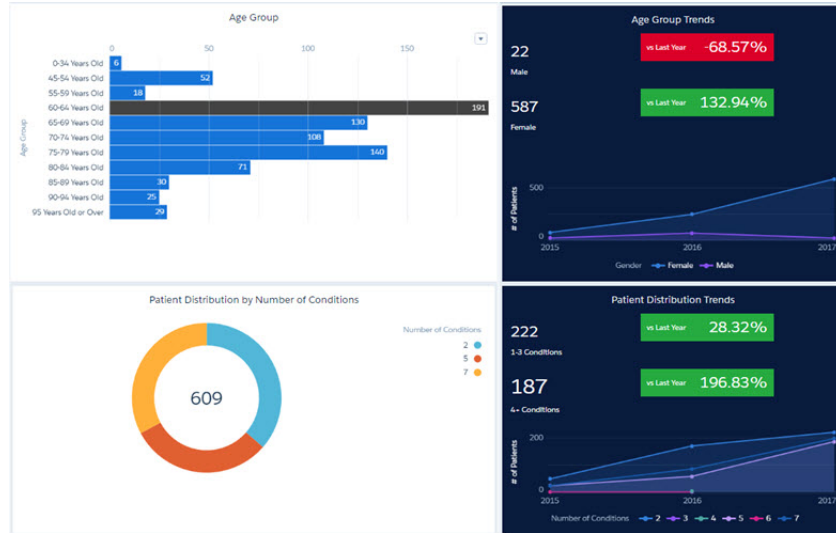 Age Group
0 50 100 150
0-34 Years Old 6
45-54 Years Old 52
55-59 Years Old 18
60-64 Years Old 191
65-69 Years Old 130
70-74 Years Old 108
75-79 Years Old 140
80-84 Years Old 71
85-89 Years Old 30
90-94 Years Old 25
95 Years Old or Over 29
Age Group
Age Group Trends
22
Male
vs Last Year -68.57%
587
Female
vs Last Year 132.94%
# of Patients
500
0
2015 2016 2017
Gender Female Male
Patient Distribution by Number of Conditions
609
Number of Conditions
2
5
7
Patient Distribution Trends
222
1-3 Conditions
vs Last Year 28.32%
187
4+ Conditions
vs Last Year 196.83%
# of Patients
200
0
2015 2016 2017
Number of Conditions 2 3 4 5 6 7